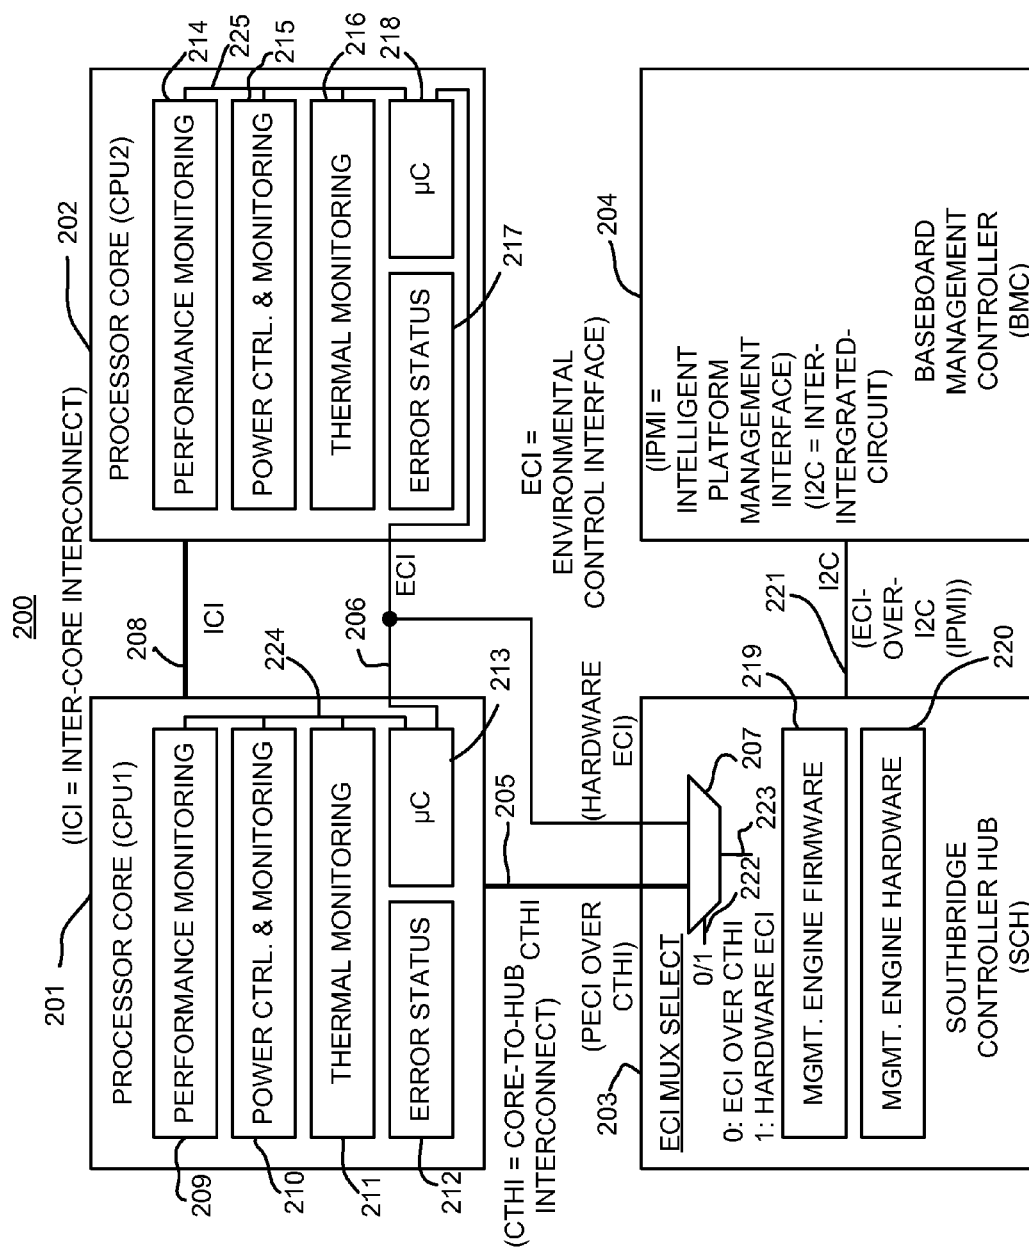 200
(ICI = INTER-CORE INTERCONNECT)
201
PROCESSOR CORE (CPU1)
209
PERFORMANCE MONITORING
210
POWER CTRL. & MONITORING
211
THERMAL MONITORING
212
ERROR STATUS
µC
224
213
208
ICI
206
ECI
202
PROCESSOR CORE (CPU2)
PERFORMANCE MONITORING
214
225
POWER CTRL. & MONITORING
215
THERMAL MONITORING
216
ERROR STATUS
µC
218
217
(CTHI = CORE-TO-HUB
INTERCONNECT)
CTHI
205
(PECI OVER
CTHI)
(HARDWARE
ECI)
ECI =
ENVIRONMENTAL
CONTROL INTERFACE)
203
ECI MUX SELECT
0/1
222
223
207
0: ECI OVER CTHI
1: HARDWARE ECI
MGMT. ENGINE FIRMWARE
219
MGMT. ENGINE HARDWARE
220
SOUTHBRIDGE
CONTROLLER HUB
(SCH)
221
I2C
(ECI-
OVER-
I2C
(IPMI))
204
(IPMI =
INTELLIGENT
PLATFORM
MANAGEMENT
INTERFACE)
(I2C = INTER-
INTERGRATED-
CIRCUIT)
BASEBOARD
MANAGEMENT
CONTROLLER
(BMC)